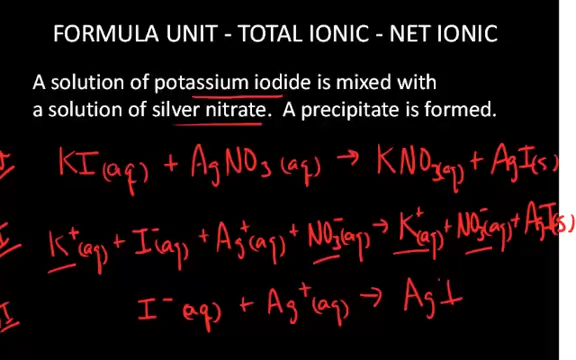 FORMULA UNIT - TOTAL IONIC - NET IONIC
A solution of potassium iodide is mixed with
a solution of silver nitrate. A precipitate is formed.
KI(aq) + AgNO₃(aq) → KNO₃(aq) + AgI(s)
K⁺(aq) + I⁻(aq) + Ag⁺(aq) + NO₃⁻(aq) → K⁺(aq) + NO₃⁻(aq) + AgI(s)
I⁻(aq) + Ag⁺(aq) → AgI